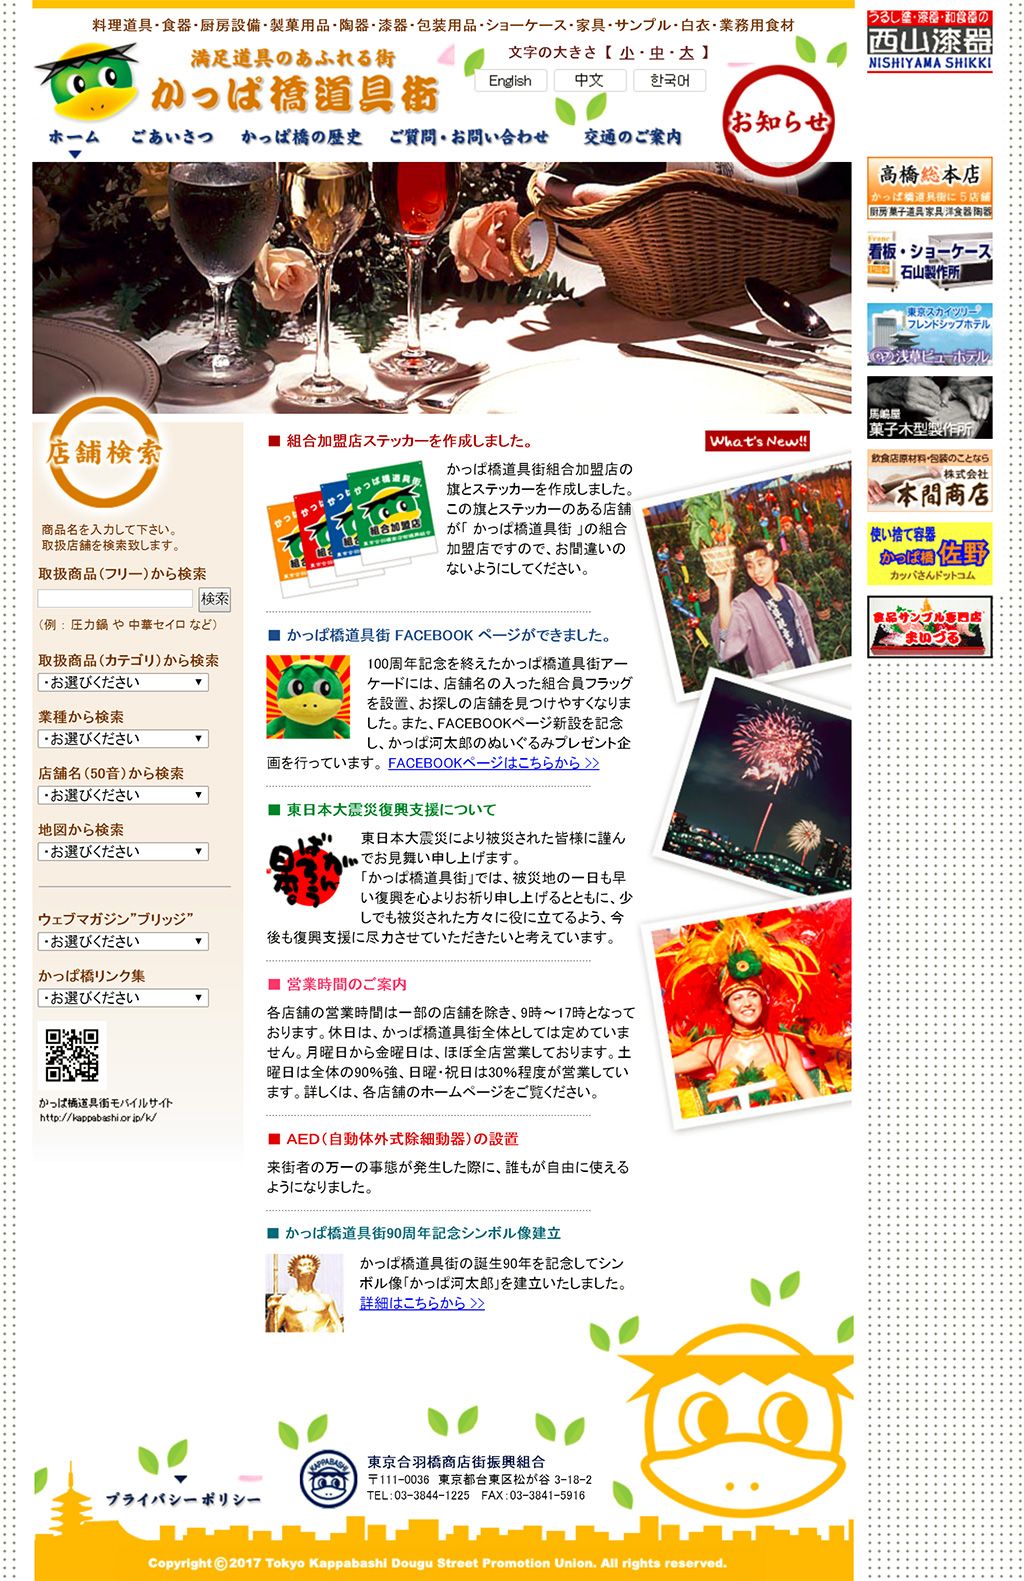 料理道具・食器・厨房設備・製菓用品・陶器・漆器・包装用品・ショーケース・家具・サンプル・白衣・業務用食材
満足道具のあふれる街
かっぱ橋道具街
文字の大きさ【 小・中・大 】
English 中文 한국어
お知らせ
ホーム ごあいさつ かっぱ橋の歴史 ご質問・お問い合わせ 交通のご案内
店舗検索
商品名を入力して下さい。
取扱店舗を検索致します。
取扱商品(フリー)から検索
検索
(例： 圧力鍋 や 中華セイロ など)
取扱商品(カテゴリ)から検索
・お選びください
業種から検索
・お選びください
店舗名(50音)から検索
・お選びください
地図から検索
・お選びください
ウェブマガジン”ブリッジ”
・お選びください
かっぱ橋リンク集
・お選びください
かっぱ橋道具街モバイルサイト
http://kappabashi.or.jp/k/
■ 組合加盟店ステッカーを作成しました。
What's New!!
かっぱ橋道具街
組合加盟店
かっぱ橋道具街組合加盟店の
旗とステッカーを作成しました。
この旗とステッカーのある店舗
が「 かっぱ橋道具街 」の組合
加盟店ですので、お間違いの
ないようにしてください。
■ かっぱ橋道具街 FACEBOOK ページができました。
100周年記念を終えたかっぱ橋道具街アー
ケードには、店舗名の入った組合員フラッグ
を設置、お探しの店舗を見つけやすくなりま
した。また、FACEBOOKページ新設を記念
し、かっぱ河太郎のぬいぐるみプレゼント企
画を行っています。 FACEBOOKページはこちらから >>
■ 東日本大震災復興支援について
がんばろう日本。
東日本大震災により被災された皆様に謹ん
でお見舞い申し上げます。
「かっぱ橋道具街」では、被災地の一日も早
い復興を心よりお祈り申し上げるとともに、少
しでも被災された方々に役に立てるよう、今
後も復興支援に尽力させていただきたいと考えています。
■ 営業時間のご案内
各店舗の営業時間は一部の店舗を除き、9時～17時となって
おります。休日は、かっぱ橋道具街全体としては定めていま
せん。月曜日から金曜日は、ほぼ全店営業しております。土
曜日は全体の90%強、日曜・祝日は30%程度が営業してい
ます。詳しくは、各店舗のホームページをご覧ください。
■ AED(自動体外式除細動器)の設置
来街者の万一の事態が発生した際に、誰もが自由に使える
ようになりました。
■ かっぱ橋道具街90周年記念シンボル像建立
かっぱ橋道具街の誕生90年を記念してシン
ボル像「かっぱ河太郎」を建立いたしました。
詳細はこちらから >>
うるし塗・漆器・和食器の
西山漆器
NISHIYAMA SHIKKI
高橋総本店
かっぱ橋道具街に5店舗
厨房 菓子道具 家具 洋食器 陶器
看板・ショーケース
石山製作所
東京スカイツリー®
フレンドシップホテル
浅草ビューホテル
馬嶋屋
菓子木型製作所
飲食店原材料・包装のことなら
株式会社
本間商店
使い捨て容器
かっぱ橋 佐野
カッパさんドットコム
食品サンプル専門店
まいづる
プライバシーポリシー
KAPPABASHI
東京合羽橋商店街振興組合
〒111-0036 東京都台東区松が谷 3-18-2
TEL：03-3844-1225 FAX：03-3841-5916
Copyright©2017 Tokyo Kappabashi Dougu Street Promotion Union. All rights reserved.